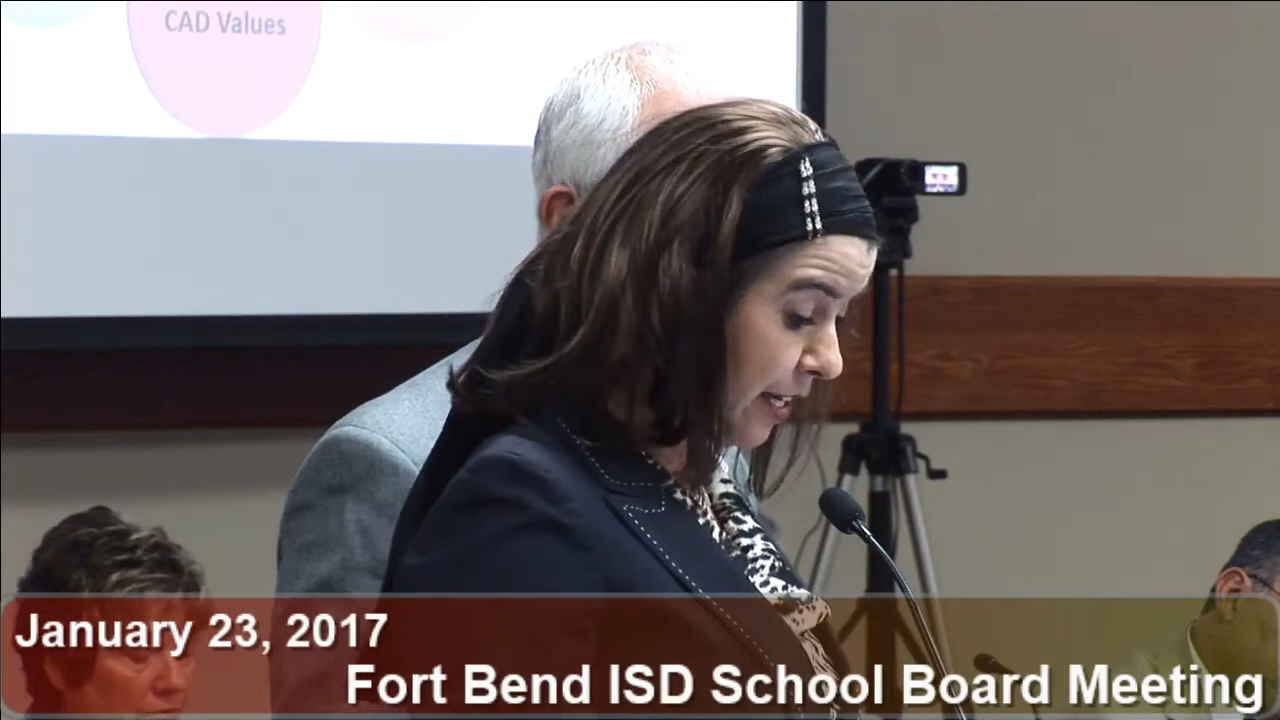 CAD Values
January 23, 2017
Fort Bend ISD School Board Meeting